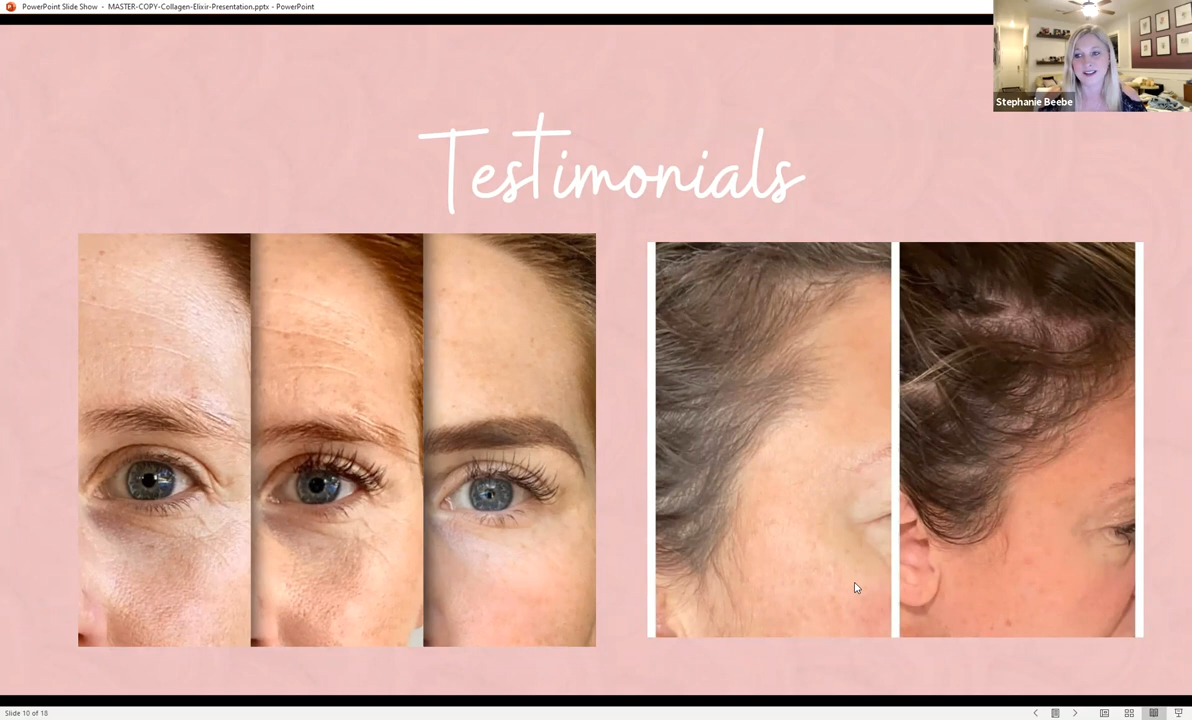 PowerPoint Slide Show - MASTER-COPY-Collagen-Elixir-Presentation.pptx - PowerPoint
Stephanie Beebe
Testimonials
Slide 10 of 18